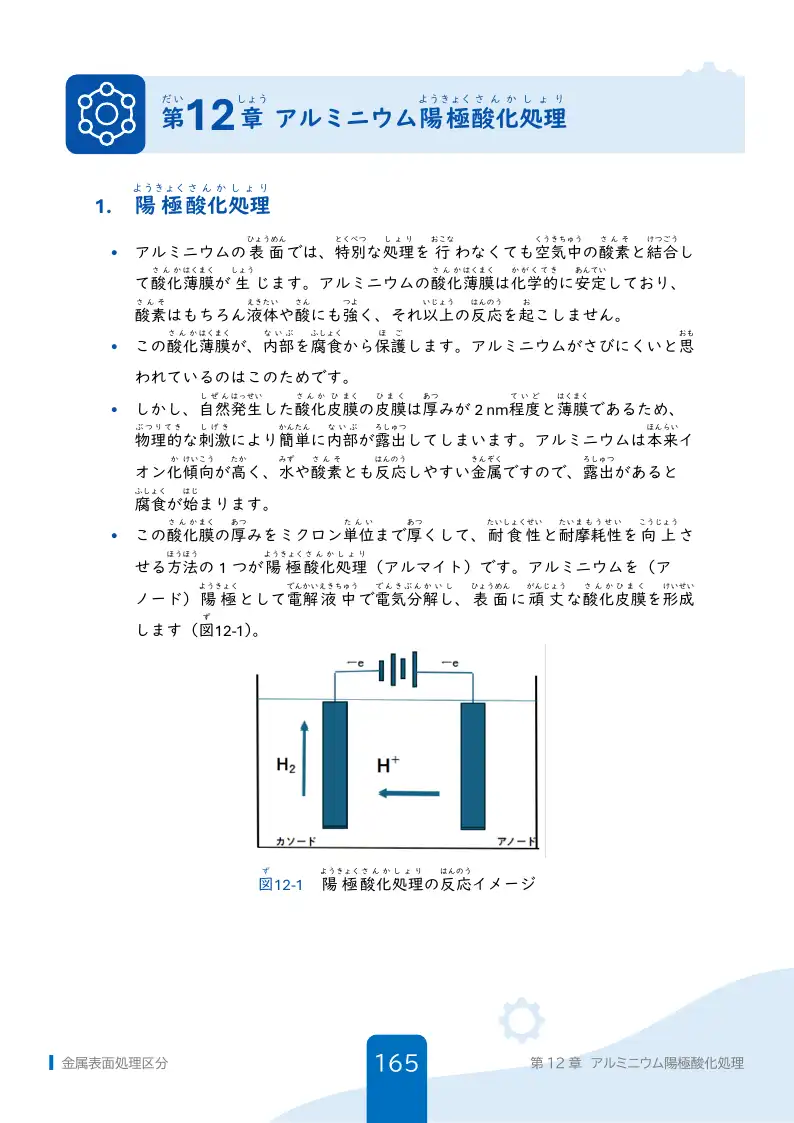 第12章 アルミニウム陽極酸化処理
1. 陽極酸化処理
• アルミニウムの表面では、特別な処理を行わなくても空気中の酸素と結合し
て酸化薄膜が生じます。アルミニウムの酸化薄膜は化学的に安定しており、
酸素はもちろん液体や酸にも強く、それ以上の反応を起こしません。
• この酸化薄膜が、内部を腐食から保護します。アルミニウムがさびにくいと思
われているのはこのためです。
• しかし、自然発生した酸化皮膜の皮膜は厚みが2nm程度と薄膜であるため、
物理的な刺激により簡単に内部が露出してしまいます。アルミニウムは本来イ
オン化傾向が高く、水や酸素とも反応しやすい金属ですので、露出があると
腐食が始まります。
• この酸化膜の厚みをミクロン単位まで厚くして、耐食性と耐摩耗性を向上さ
せる方法の1つが陽極酸化処理（アルマイト）です。アルミニウムを（ア
ノード）陽極として電解液中で電気分解し、表面に頑丈な酸化皮膜を形成
します（図12-1）。
−e −e
H₂ H⁺
カソード アノード
図12-1 陽極酸化処理の反応イメージ
金属表面処理区分 165 第12章 アルミニウム陽極酸化処理